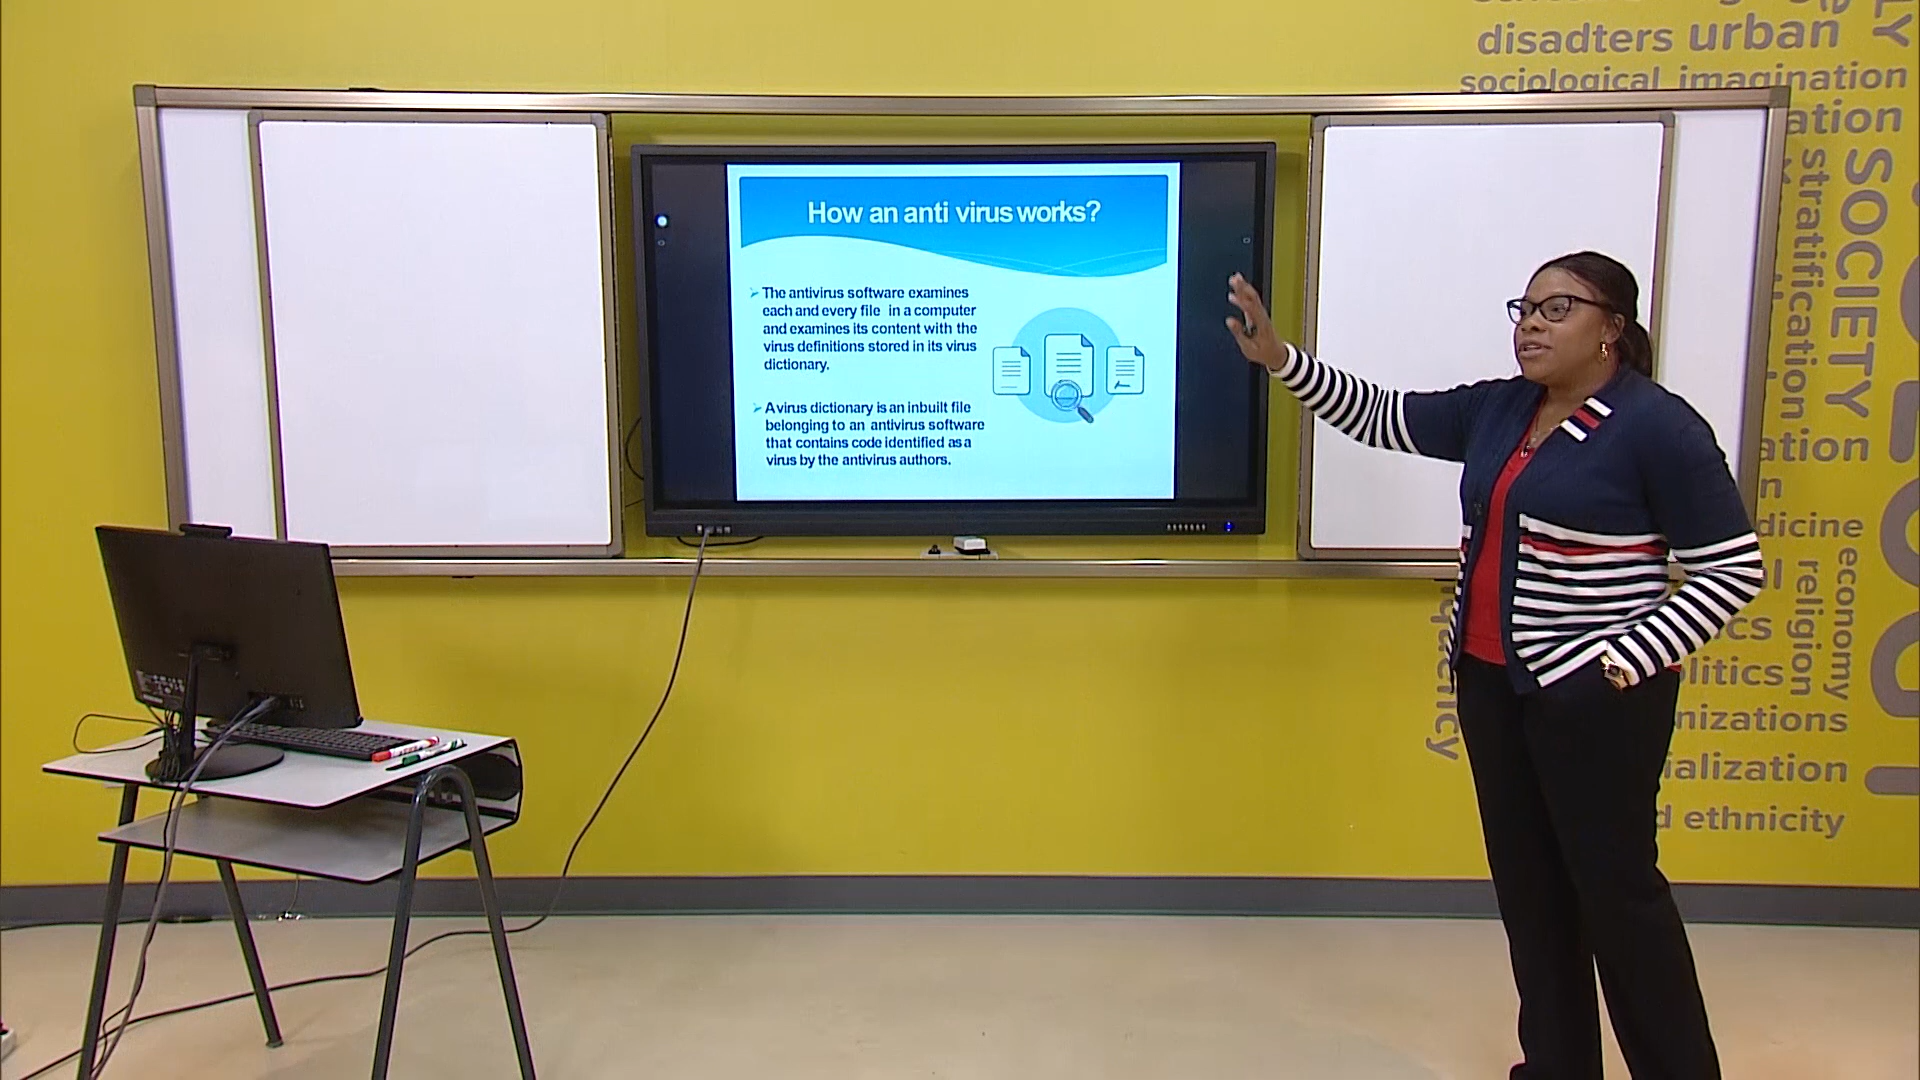 How an anti virus works?
The antivirus software examines
each and every file in a computer
and examines its content with the
virus definitions stored in its virus
dictionary.
A virus dictionary is an inbuilt file
belonging to an antivirus software
that contains code identified as a
virus by the antivirus authors.
disadters urban
sociological imagination
ation
stratification
SOCIETY
ation
dicine
economy
religion
litics
nizations
ialization
ethnicity